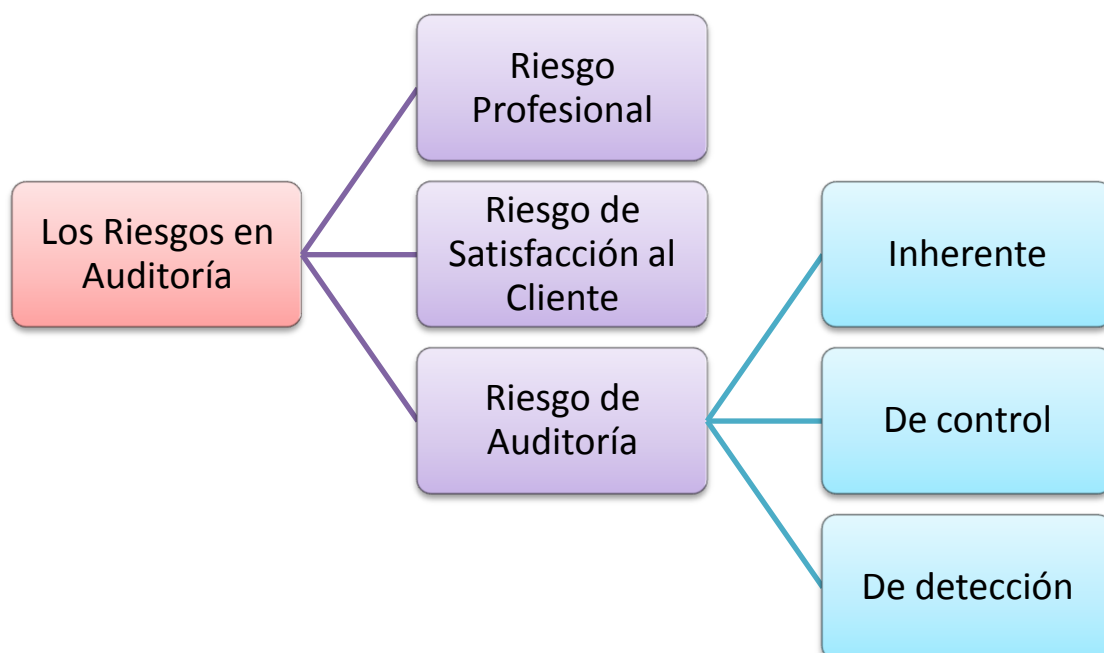 Los Riesgos en
Auditoría
Riesgo
Profesional
Riesgo de
Satisfacción al
Cliente
Riesgo de
Auditoría
Inherente
De control
De detección